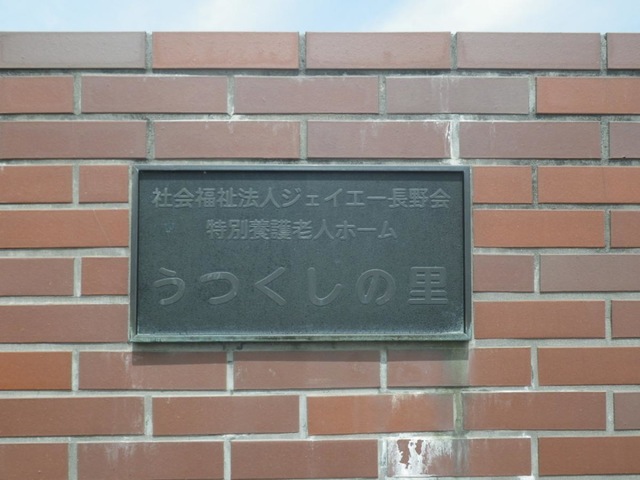 社会福祉法人ジェイエー長野会
特別養護老人ホーム
うつくしの里